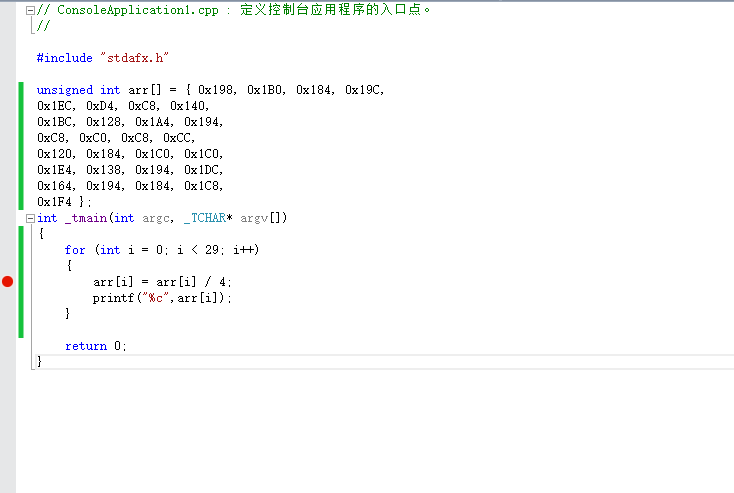 // ConsoleApplication1.cpp : 定义控制台应用程序的入口点。
//
#include "stdafx.h"
unsigned int arr[] = { 0x198, 0x1B0, 0x184, 0x19C,
0x1EC, 0xD4, 0xC8, 0x140,
0x1BC, 0x128, 0x1A4, 0x194,
0xC8, 0xC0, 0xC8, 0xCC,
0x120, 0x184, 0x1C0, 0x1C0,
0x1E4, 0x138, 0x194, 0x1DC,
0x164, 0x194, 0x184, 0x1C8,
0x1F4 };
int _tmain(int argc, _TCHAR* argv[])
{
    for (int i = 0; i < 29; i++)
    {
        arr[i] = arr[i] / 4;
        printf("%c",arr[i]);
    }
    return 0;
}